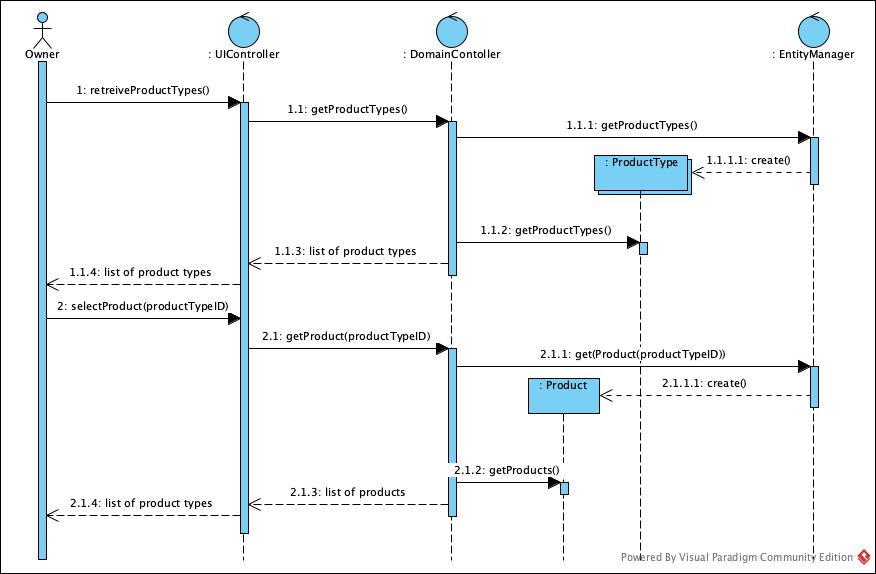 Owner
: UIController
: DomainContoller
: EntityManager
1: retreiveProductTypes()
1.1: getProductTypes()
1.1.1: getProductTypes()
: ProductType
1.1.1.1: create()
1.1.2: getProductTypes()
1.1.3: list of product types
1.1.4: list of product types
2: selectProduct(productTypeID)
2.1: getProduct(productTypeID)
2.1.1: get(Product(productTypeID))
: Product
2.1.1.1: create()
2.1.2: getProducts()
2.1.3: list of products
2.1.4: list of product types
Powered By Visual Paradigm Community Edition